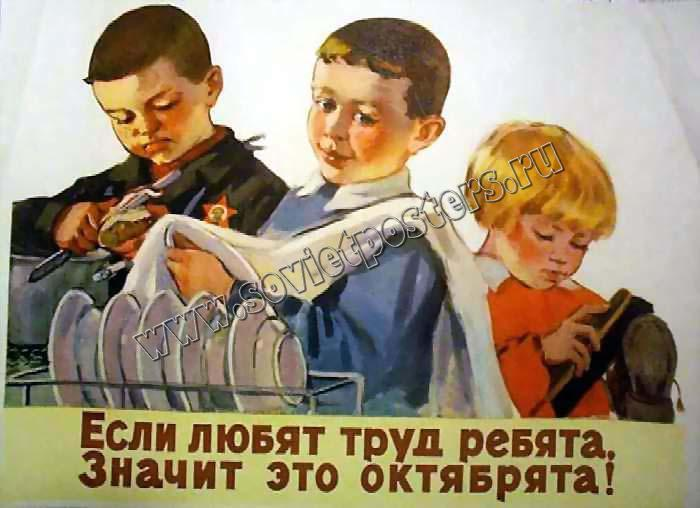 www.sovietposters.ru
Если любят труд ребята,
Значит это октябрята!